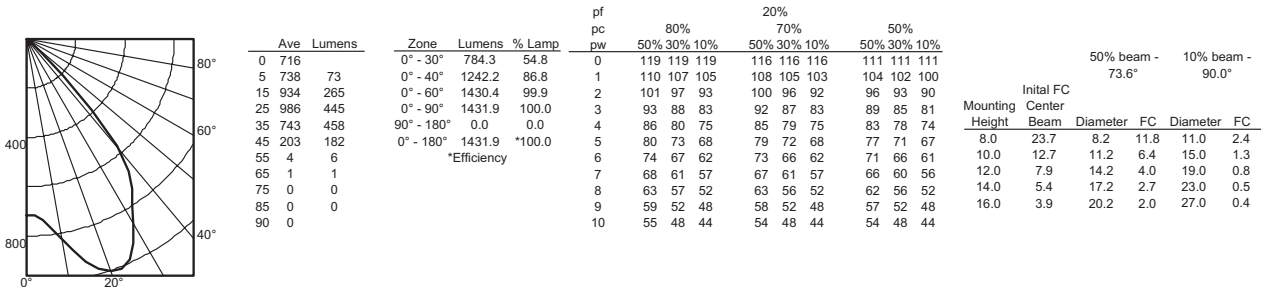 80°
60°
40°
400
800
0°
20°
Ave Lumens
0 716
5 738 73
15 934 265
25 986 445
35 743 458
45 203 182
55 4 6
65 1 1
75 0 0
85 0 0
90 0
Zone Lumens % Lamp
0° - 30° 784.3 54.8
0° - 40° 1242.2 86.8
0° - 60° 1430.4 99.9
0° - 90° 1431.9 100.0
90° - 180° 0.0 0.0
0° - 180° 1431.9 *100.0
*Efficiency
pf 20%
pc 80% 70% 50%
pw 50% 30% 10% 50% 30% 10% 50% 30% 10%
0 119 119 119 116 116 116 111 111 111
1 110 107 105 108 105 103 104 102 100
2 101 97 93 100 96 92 96 93 90
3 93 88 83 92 87 83 89 85 81
4 86 80 75 85 79 75 83 78 74
5 80 73 68 79 72 68 77 71 67
6 74 67 62 73 66 62 71 66 61
7 68 61 57 67 61 57 66 60 56
8 63 57 52 63 56 52 62 56 52
9 59 52 48 58 52 48 57 52 48
10 55 48 44 54 48 44 54 48 44
50% beam - 10% beam -
73.6° 90.0°
Inital FC
Mounting Center
Height Beam Diameter FC Diameter FC
8.0 23.7 8.2 11.8 11.0 2.4
10.0 12.7 11.2 6.4 15.0 1.3
12.0 7.9 14.2 4.0 19.0 0.8
14.0 5.4 17.2 2.7 23.0 0.5
16.0 3.9 20.2 2.0 27.0 0.4